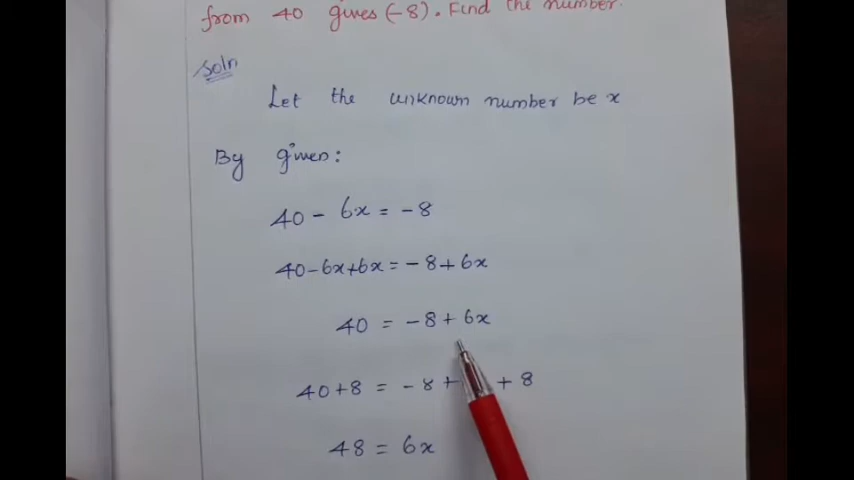 from 40 gives (-8). Find the number.
Soln
Let the unknown number be x
By given:
40 - 6x = -8
40-6x+6x = -8+6x
40 = -8+6x
40+8 = -8+ + 8
48 = 6x